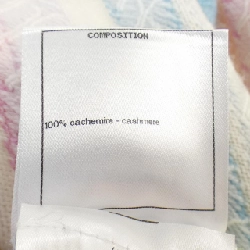 COMPOSITION
100% cachemire - cashmere